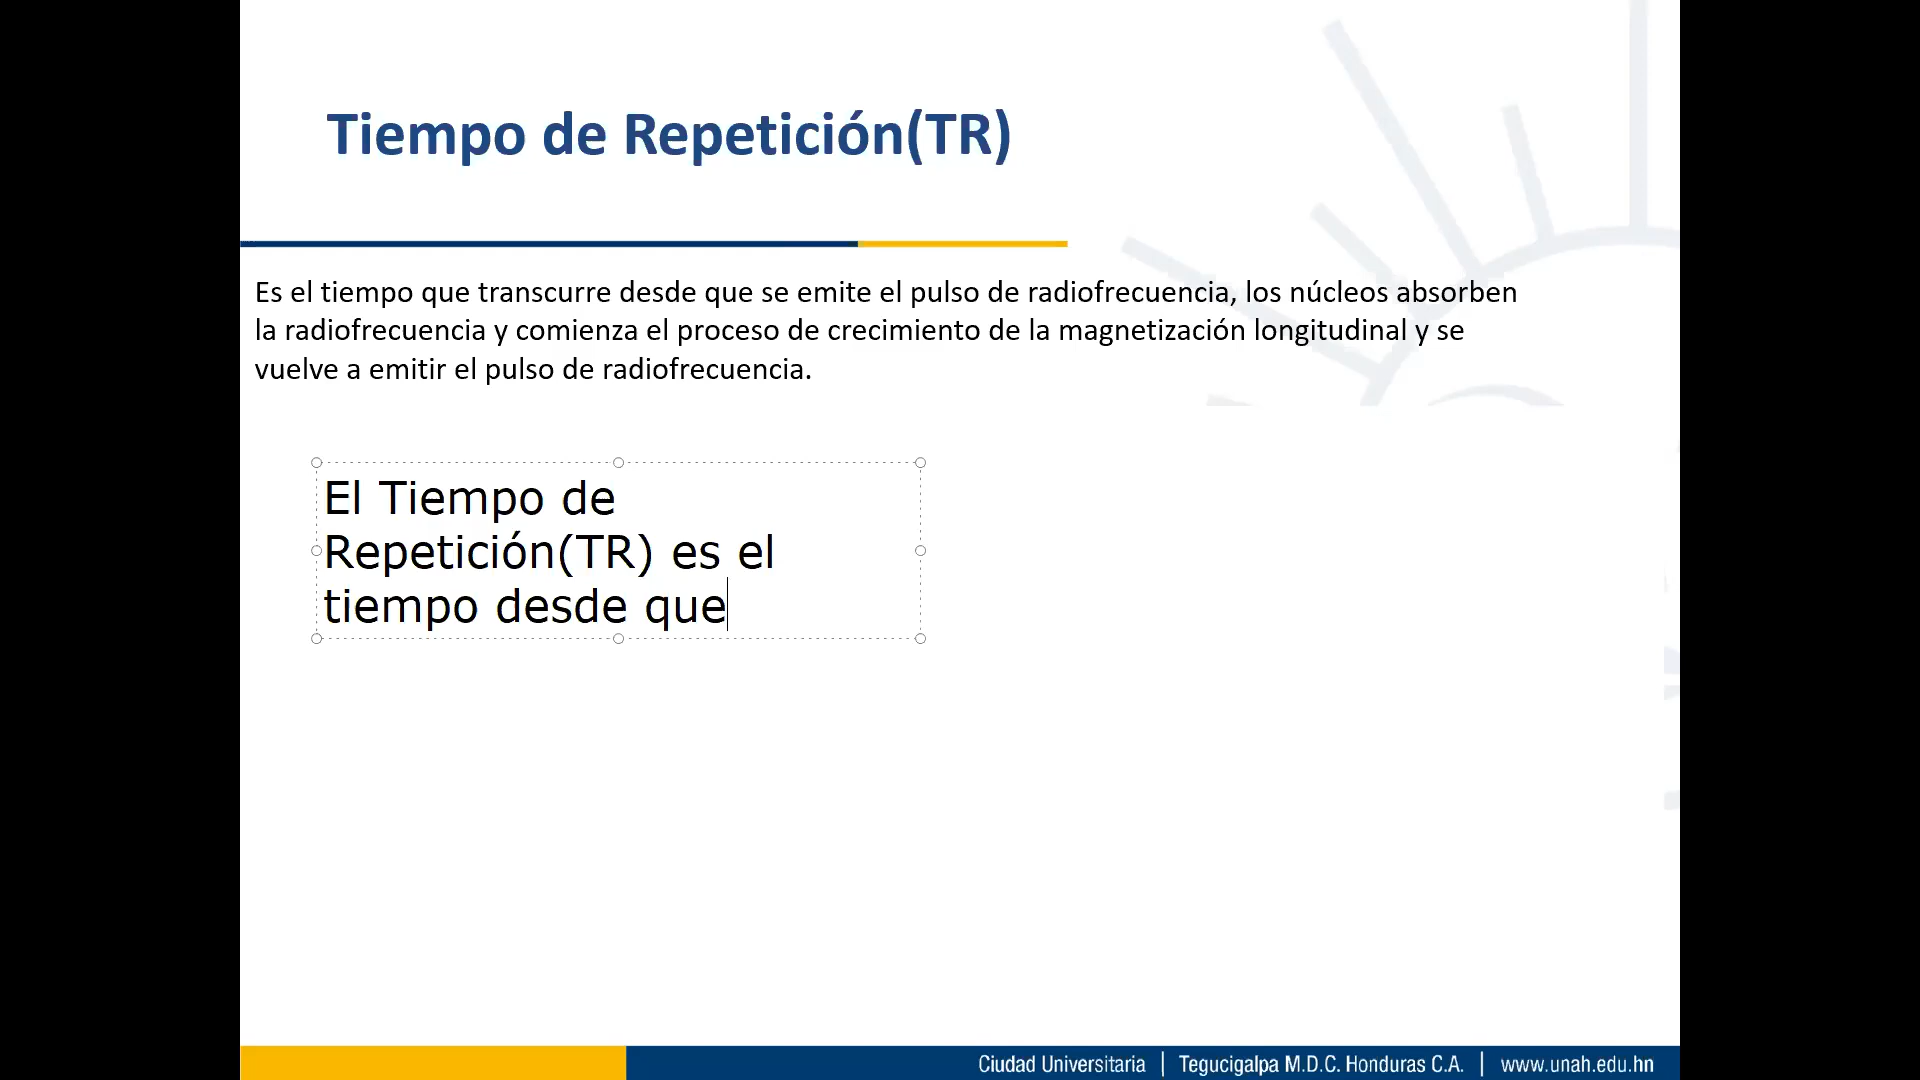 Tiempo de Repetición(TR)
Es el tiempo que transcurre desde que se emite el pulso de radiofrecuencia, los núcleos absorben
la radiofrecuencia y comienza el proceso de crecimiento de la magnetización longitudinal y se
vuelve a emitir el pulso de radiofrecuencia.
El Tiempo de
Repetición(TR) es el
tiempo desde que
Ciudad Universitaria | Tegucigalpa M.D.C. Honduras C.A. | www.unah.edu.hn